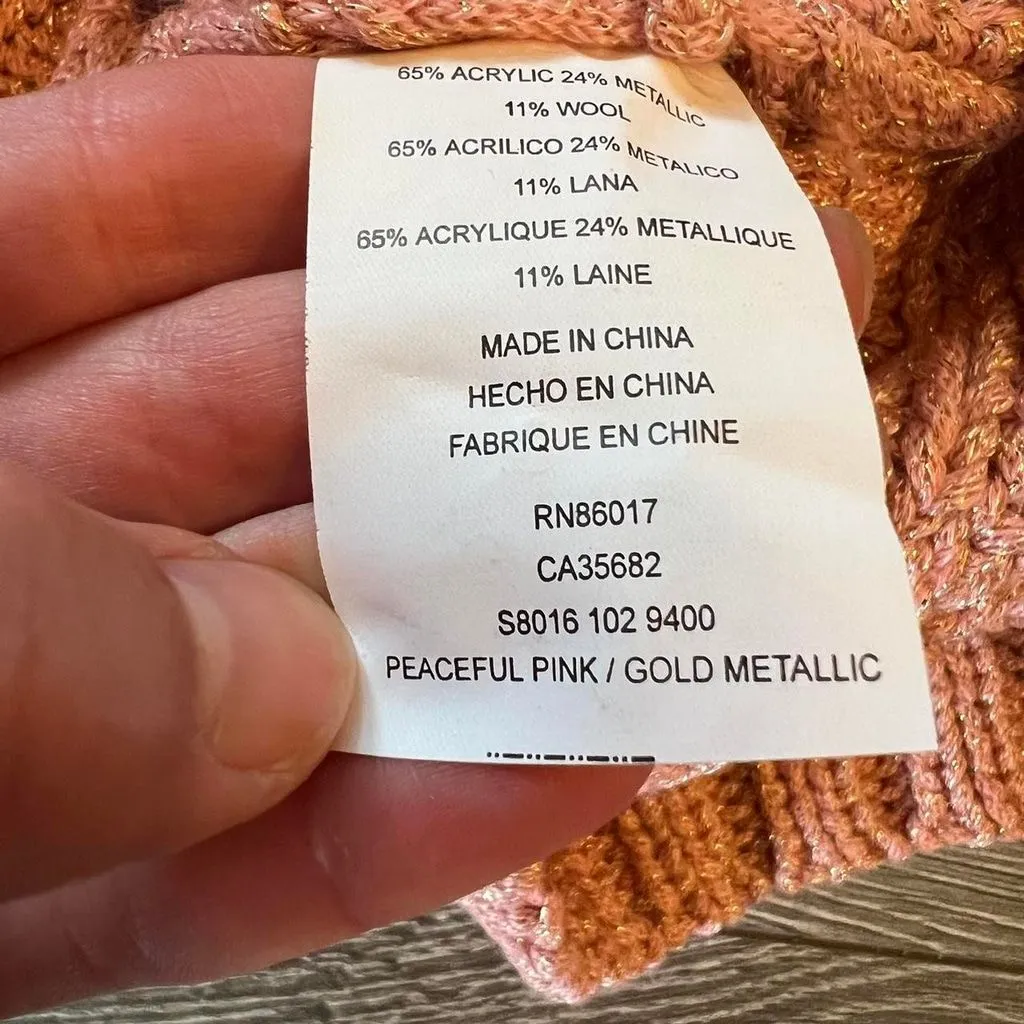 65% ACRYLIC 24% METALLIC
11% WOOL
65% ACRILICO 24% METALICO
11% LANA
65% ACRYLIQUE 24% METALLIQUE
11% LAINE
MADE IN CHINA
HECHO EN CHINA
FABRIQUE EN CHINE
RN86017
CA35682
S8016 102 9400
PEACEFUL PINK / GOLD METALLIC